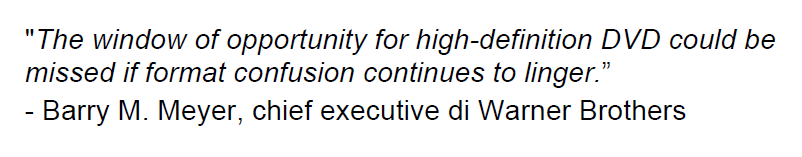 "The window of opportunity for high-definition DVD could be
missed if format confusion continues to linger.”
- Barry M. Meyer, chief executive di Warner Brothers